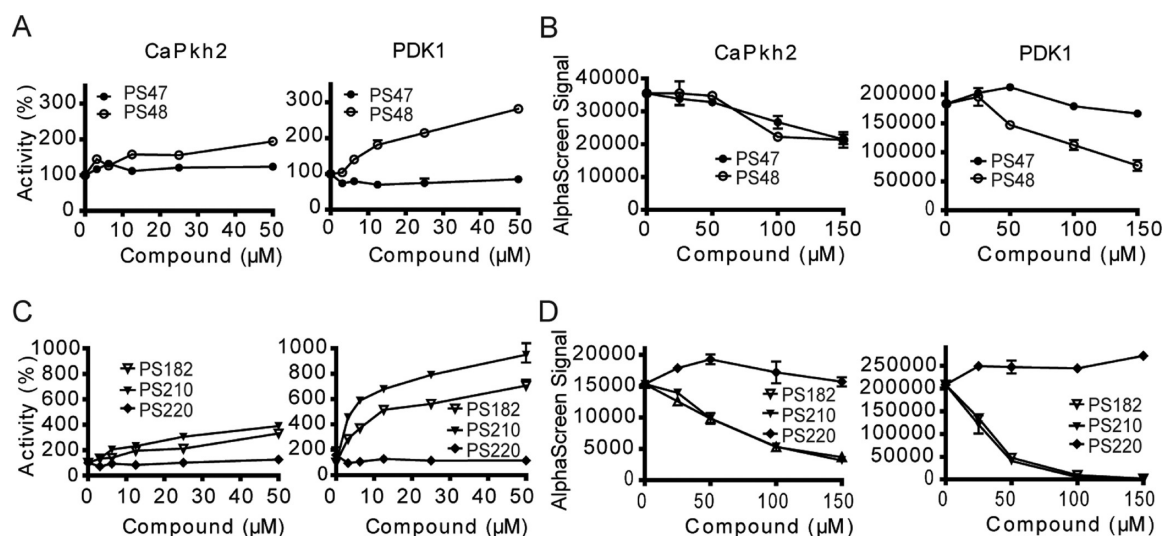 A
CaPkh2
PDK1
Activity (%)
300
200
100
0
PS47
PS48
0 10 20 30 40 50
Compound (µM)
300
200
100
0
PS47
PS48
0 10 20 30 40 50
Compound (µM)
B
CaPkh2
PDK1
AlphaScreen Signal
40000
30000
20000
10000
0
PS47
PS48
0 50 100 150
Compound (µM)
200000
150000
100000
50000
0
PS47
PS48
0 50 100 150
Compound (µM)
C
Activity (%)
1000
800
600
400
200
0
PS182
PS210
PS220
0 10 20 30 40 50
Compound (µM)
1000
800
600
400
200
0
PS182
PS210
PS220
0 10 20 30 40 50
Compound (µM)
D
AlphaScreen Signal
20000
15000
10000
5000
0
PS182
PS210
PS220
0 50 100 150
Compound (µM)
250000
200000
150000
100000
50000
0
PS182
PS210
PS220
0 50 100 150
Compound (µM)